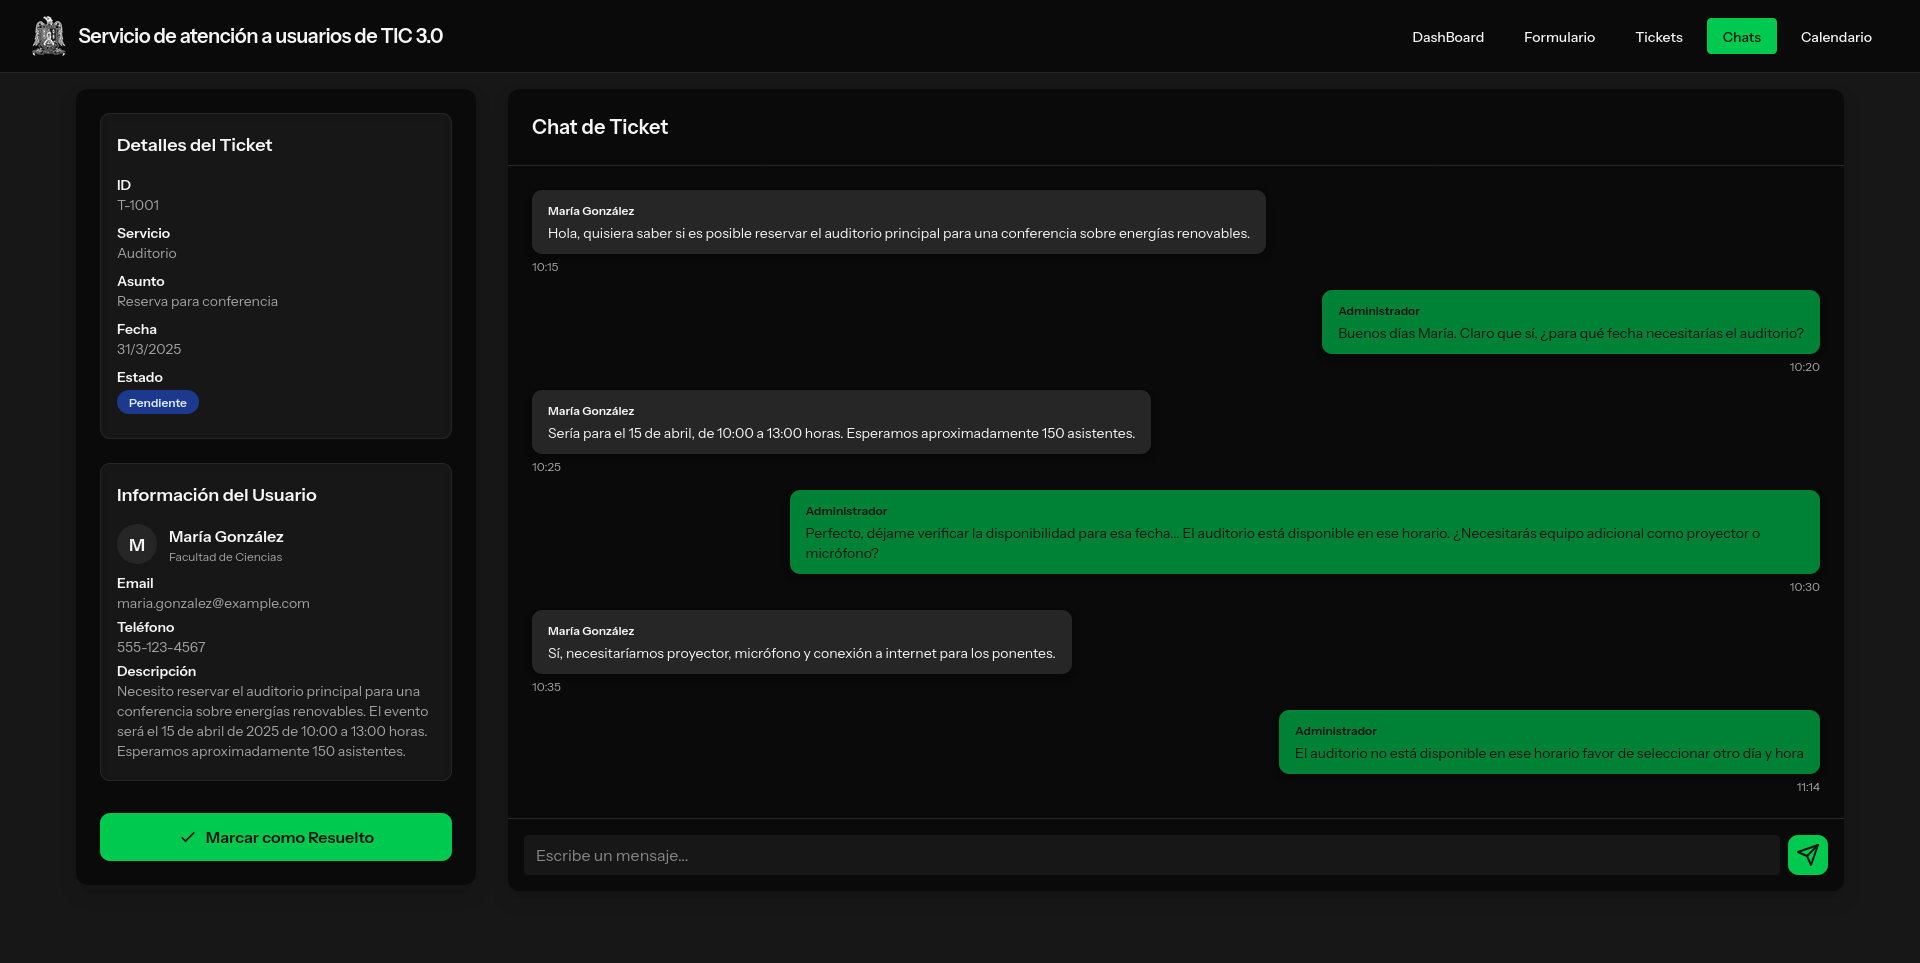 Servicio de atención a usuarios de TIC 3.0
DashBoard
Formulario
Tickets
Chats
Calendario
Detalles del Ticket
ID
T-1001
Servicio
Auditorio
Asunto
Reserva para conferencia
Fecha
31/3/2025
Estado
Pendiente
Información del Usuario
M
María González
Facultad de Ciencias
Email
maria.gonzalez@example.com
Teléfono
555-123-4567
Descripción
Necesito reservar el auditorio principal para una
conferencia sobre energías renovables. El evento
será el 15 de abril de 2025 de 10:00 a 13:00 horas.
Esperamos aproximadamente 150 asistentes.
Marcar como Resuelto
Chat de Ticket
María González
Hola, quisiera saber si es posible reservar el auditorio principal para una conferencia sobre energías renovables.
10:15
Administrador
Buenos días María. Claro que sí, ¿para qué fecha necesitarías el auditorio?
10:20
María González
Sería para el 15 de abril, de 10:00 a 13:00 horas. Esperamos aproximadamente 150 asistentes.
10:25
Administrador
Perfecto, déjame verificar la disponibilidad para esa fecha... El auditorio está disponible en ese horario. ¿Necesitarás equipo adicional como proyector o
micrófono?
10:30
María González
Sí, necesitaríamos proyector, micrófono y conexión a internet para los ponentes.
10:35
Administrador
El auditorio no está disponible en ese horario favor de seleccionar otro día y hora
11:14
Escribe un mensaje...